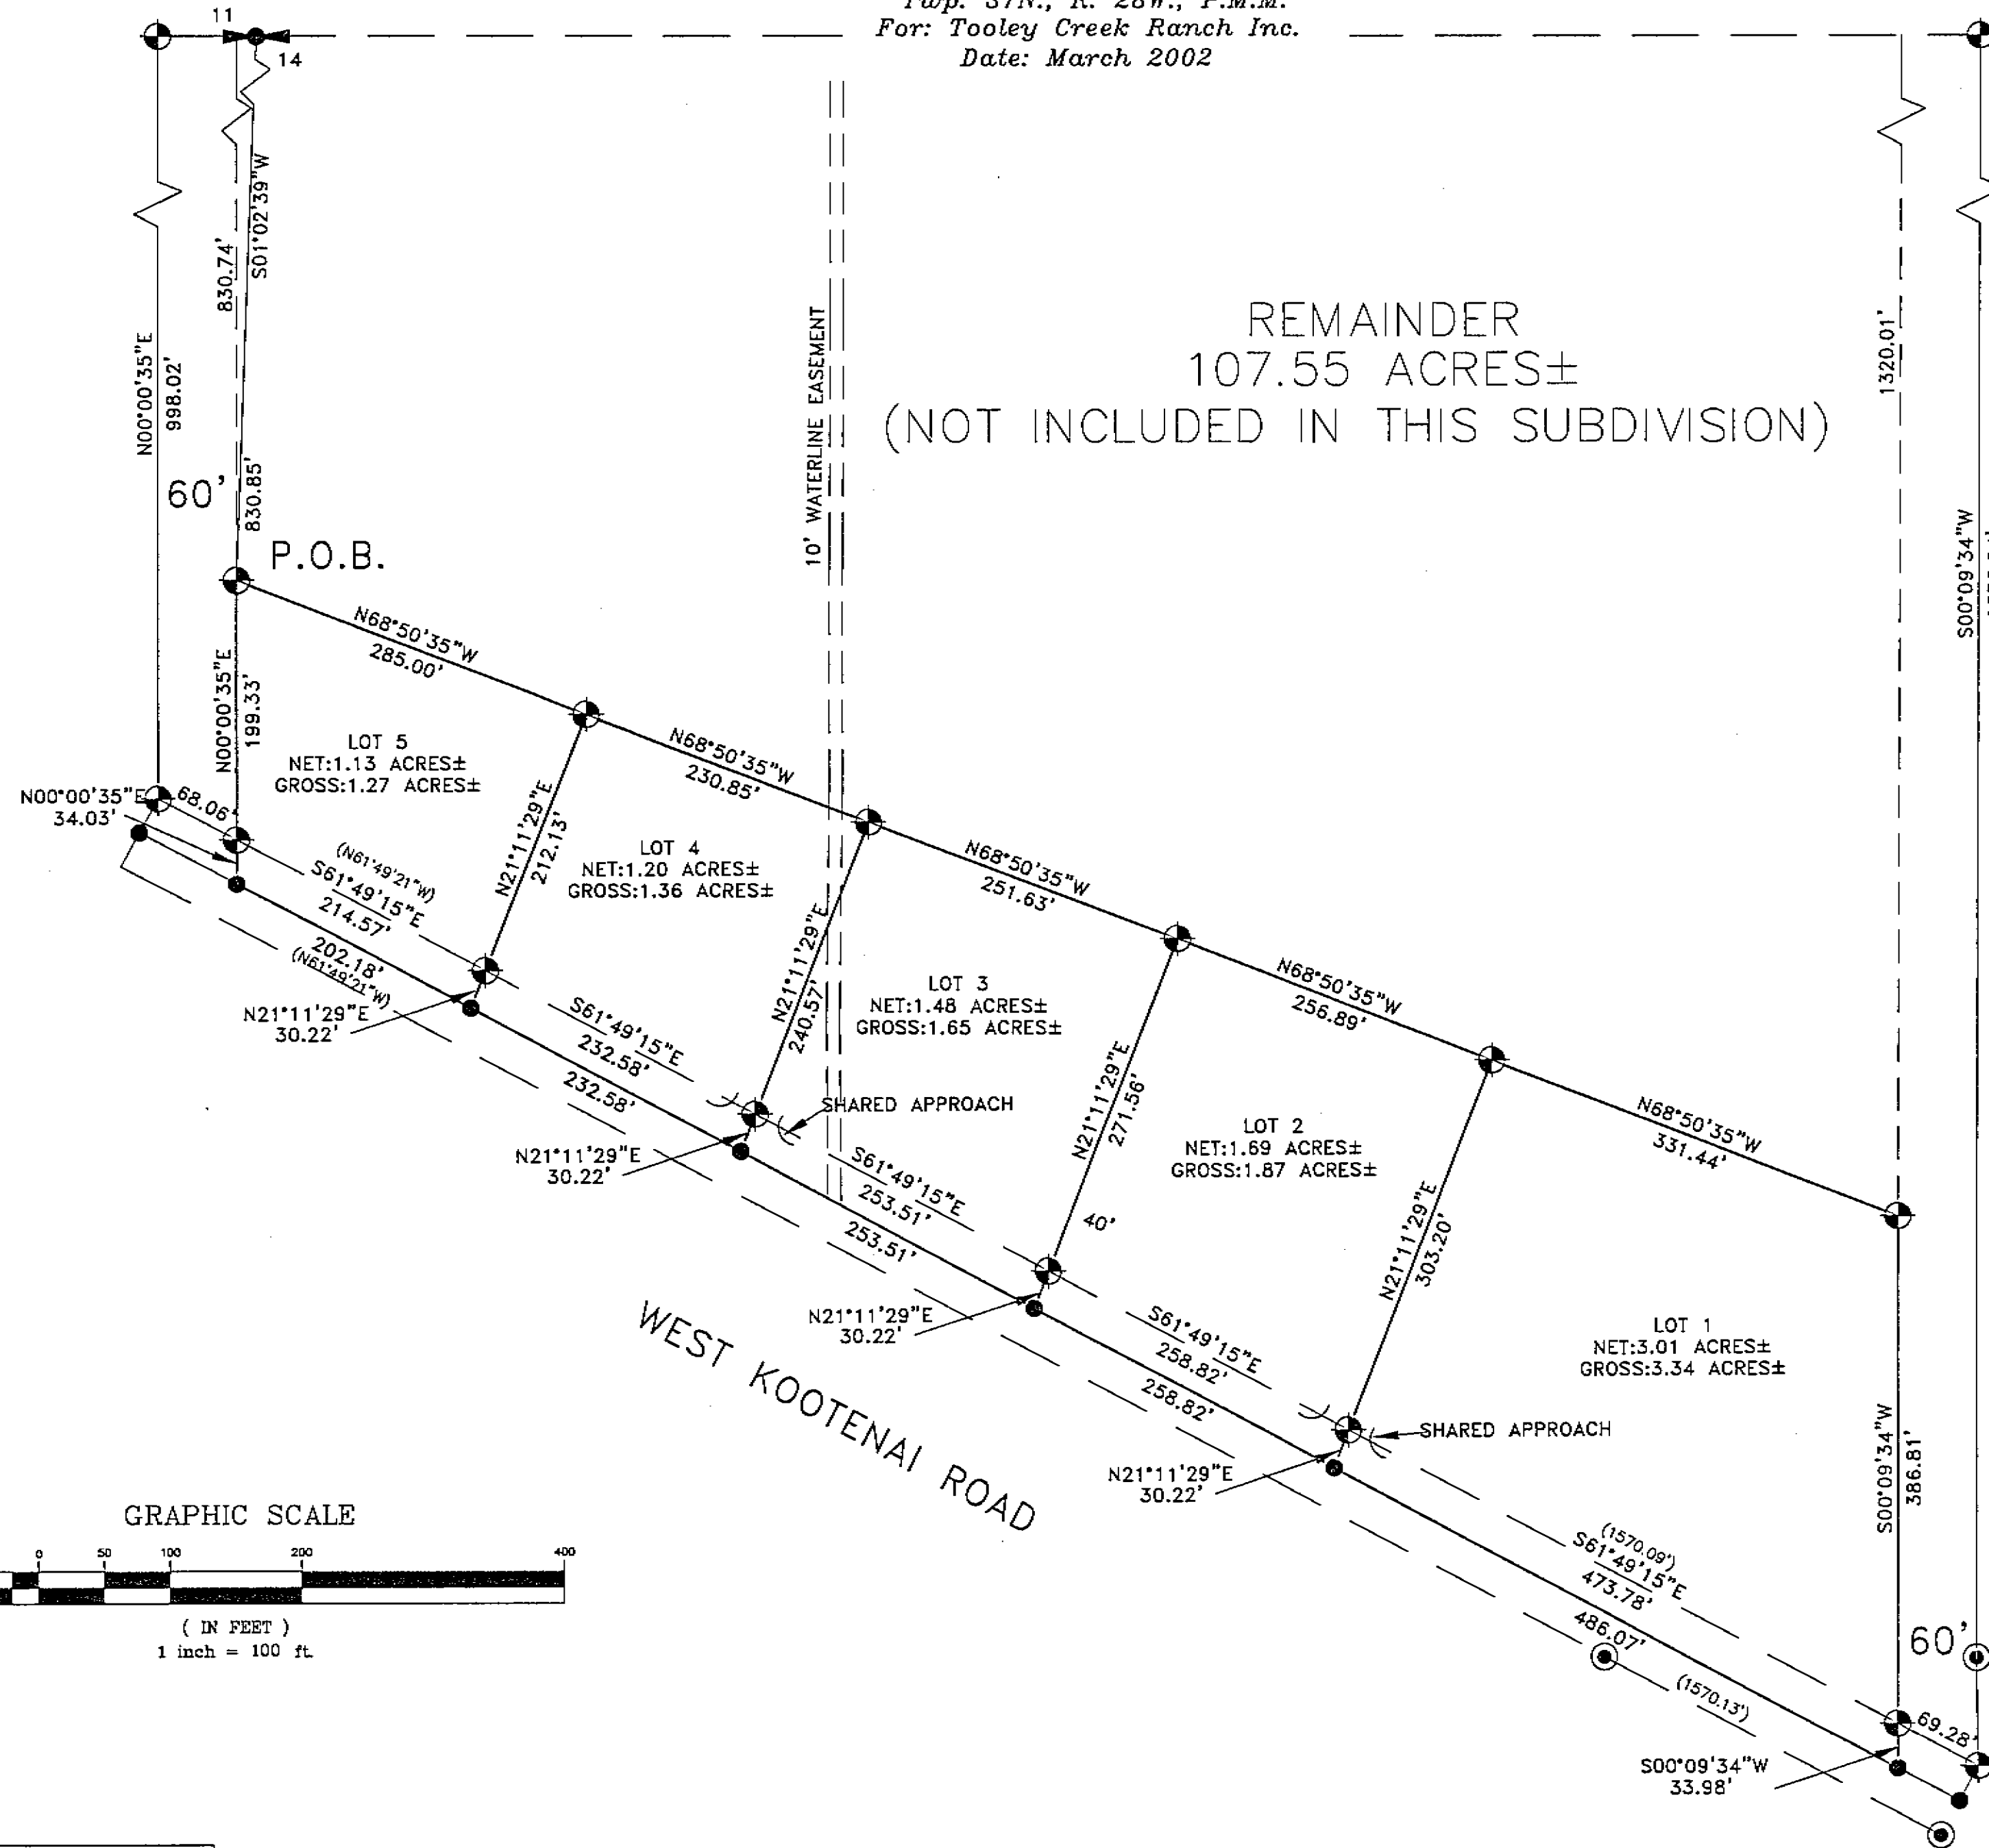 Twp. 37N., R. 28W., P.M.M.
For: Tooley Creek Ranch Inc.
Date: March 2002
11
14
N00°00'35"E
998.02'
830.74'
S01°02'39"W
830.85'
60'
P.O.B.
10' WATERLINE EASEMENT
REMAINDER
107.55 ACRES±
(NOT INCLUDED IN THIS SUBDIVISION)
1320.01'
S00°09'34"W
N68°50'35"W
285.00'
N68°50'35"W
230.85'
N68°50'35"W
251.63'
N68°50'35"W
256.89'
N68°50'35"W
331.44'
N00°00'35"E
199.33'
LOT 5
NET:1.13 ACRES±
GROSS:1.27 ACRES±
N00°00'35"E
34.03'
68.06'
(N61°49'21"W)
S61°49'15"E
214.57'
202.18'
(N61°49'21"W)
N21°11'29"E
212.13'
LOT 4
NET:1.20 ACRES±
GROSS:1.36 ACRES±
N21°11'29"E
30.22'
S61°49'15"E
232.58'
232.58'
N21°11'29"E
240.57'
LOT 3
NET:1.48 ACRES±
GROSS:1.65 ACRES±
SHARED APPROACH
N21°11'29"E
30.22'
S61°49'15"E
253.51'
253.51'
N21°11'29"E
271.56'
40'
LOT 2
NET:1.69 ACRES±
GROSS:1.87 ACRES±
N21°11'29"E
30.22'
S61°49'15"E
258.82'
258.82'
N21°11'29"E
303.20'
LOT 1
NET:3.01 ACRES±
GROSS:3.34 ACRES±
SHARED APPROACH
N21°11'29"E
30.22'
S00°09'34"W
386.81'
WEST KOOTENAI ROAD
(1570.09')
S61°49'15"E
473.78'
486.07'
(1570.13')
60'
69.28'
S00°09'34"W
33.98'
GRAPHIC SCALE
0 50 100 200 400
( IN FEET )
1 inch = 100 ft.